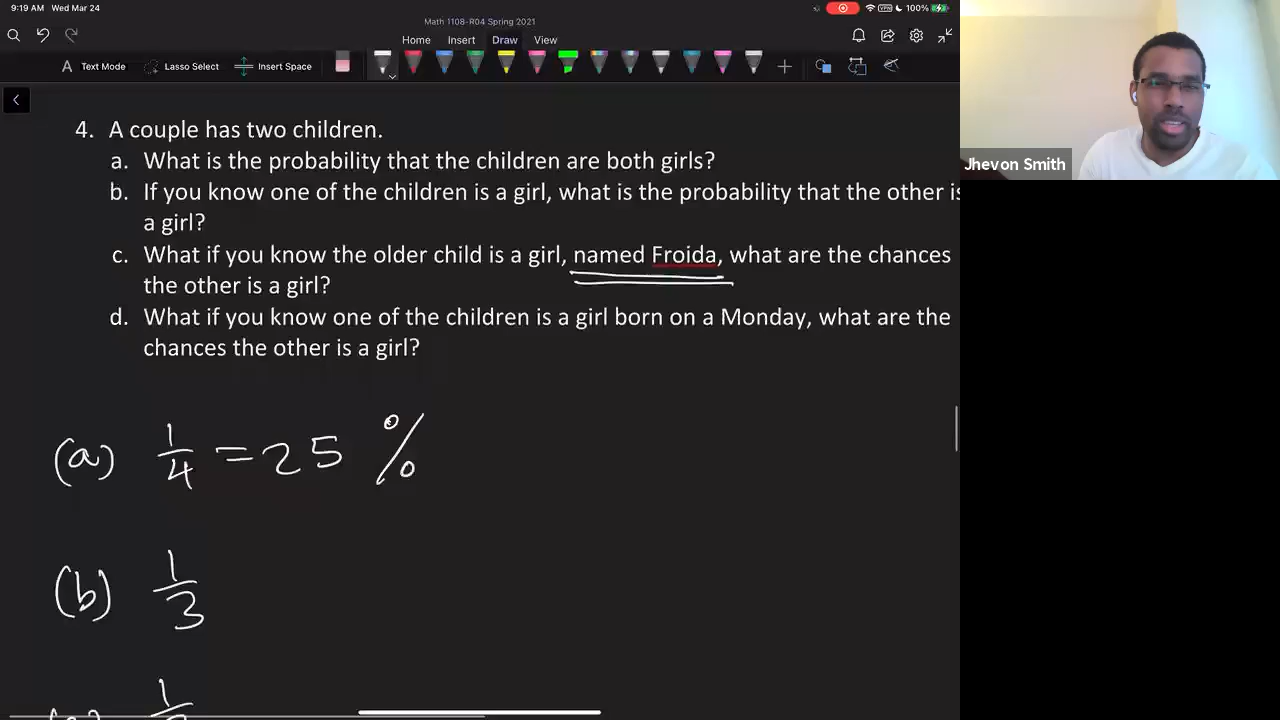 9:19 AM Wed Mar 24
100%
VPN
Math 1108-R04 Spring 2021
Home Insert Draw View
Text Mode Lasso Select Insert Space
4. A couple has two children.
a. What is the probability that the children are both girls?
b. If you know one of the children is a girl, what is the probability that the other is
a girl?
c. What if you know the older child is a girl, named Froida, what are the chances
the other is a girl?
d. What if you know one of the children is a girl born on a Monday, what are the
chances the other is a girl?
(a) 1/4 = 25 %
(b) 1/3
Jhevon Smith